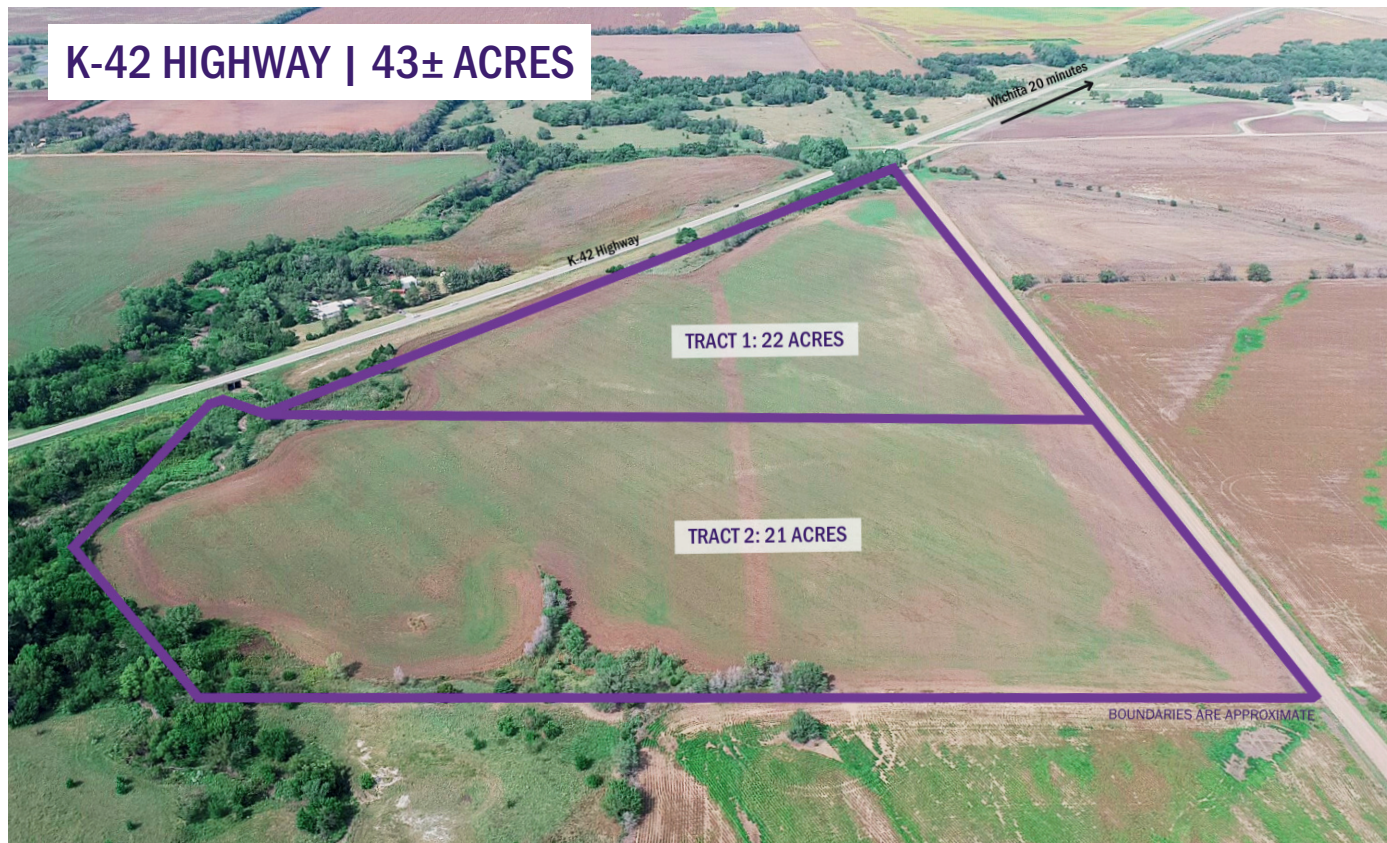 K-42 HIGHWAY | 43± ACRES
Wichita 20 minutes
K-42 Highway
TRACT 1: 22 ACRES
TRACT 2: 21 ACRES
BOUNDARIES ARE APPROXIMATE